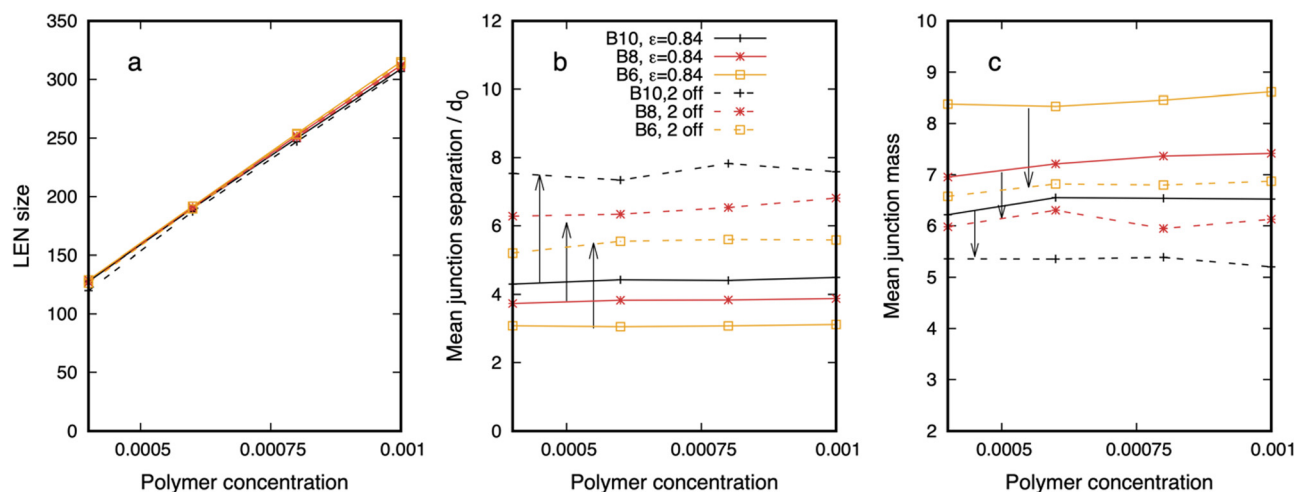 a
350
300
250
200
150
100
50
0
LEN size
0.0005
0.00075
0.001
Polymer concentration
b
B10, ε=0.84
B8, ε=0.84
B6, ε=0.84
B10,2 off
B8, 2 off
B6, 2 off
12
10
8
6
4
2
0
Mean junction separation / d₀
0.0005
0.00075
0.001
Polymer concentration
c
10
9
8
7
6
5
4
3
2
Mean junction mass
0.0005
0.00075
0.001
Polymer concentration